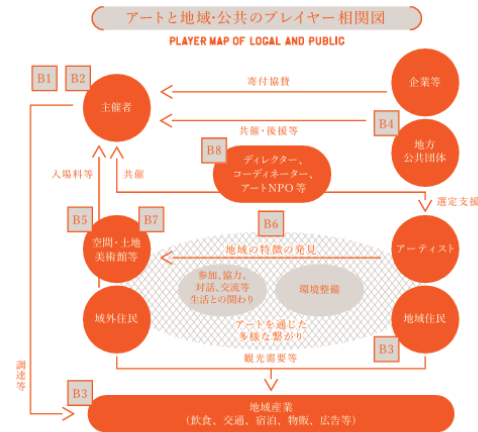 アートと地域·公共のプレイヤー相関図
PLAYER MAP OF LOCAL AND PUBLIC
B1
B2
主催者
寄付協賛
企業等
共催・後援等
B4
地方
公共団体
B8
ディレクター、
コーディネーター、
アートNPO 等
入場料等
共催
選定支援
B5
B7
空間・土地
美術館等
B6
地域の特徴の発見
アーティスト
参加、協力、
対話、交流等
生活との関わり
環境整備
域外住民
アートを通じた
多様な繋がり
地域住民
観光需要等
B3
調達等
B3
地域産業
(飲食、交通、宿泊、物販、広告等)